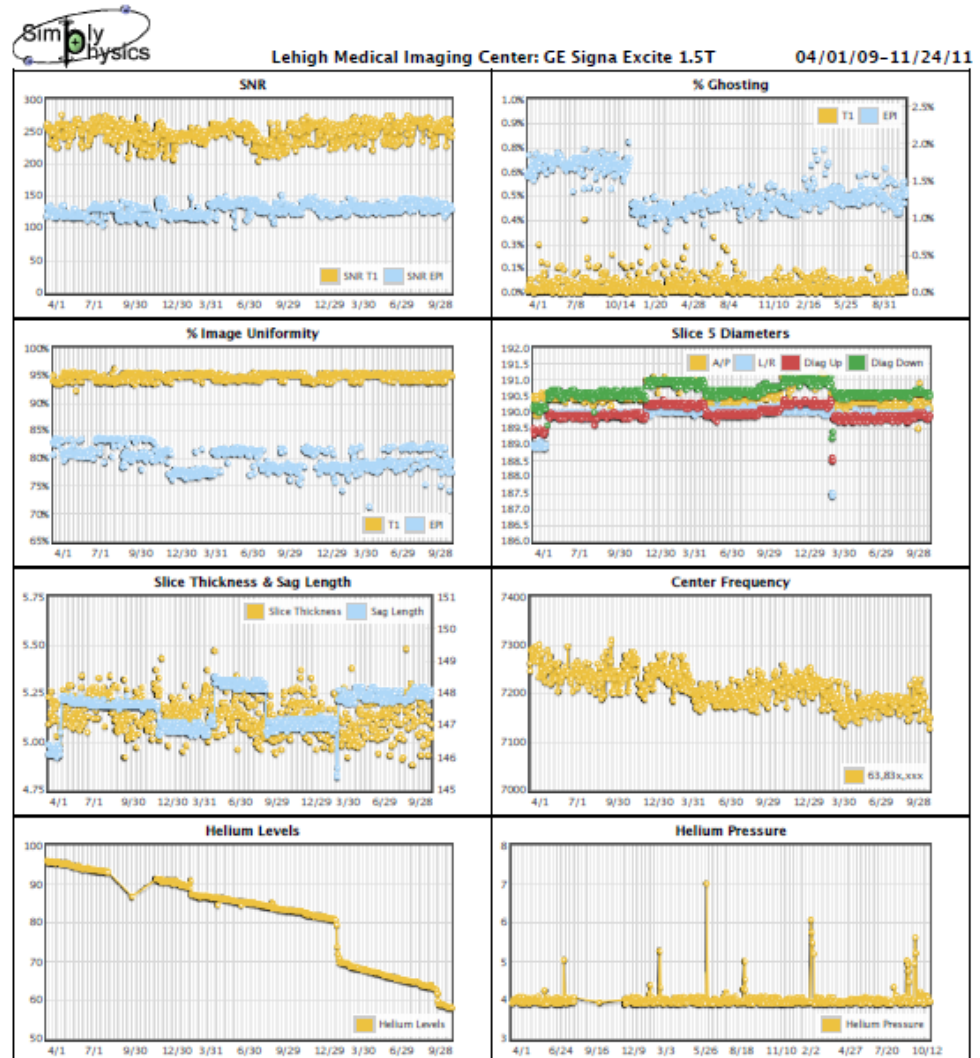 Simply
Physics
Lehigh Medical Imaging Center: GE Signa Excite 1.5T 04/01/09-11/24/11
SNR
300
250
200
150
100
50
0
SNR T1 SNR EPI
4/1 7/1 9/30 12/30 3/31 6/30 9/29 12/29 3/30 6/29 9/28
% Ghosting
1.0% 2.5%
0.9%
0.8% 2.0%
0.6%
0.5% 1.5%
0.4% 1.0%
0.3%
0.1% 0.5%
0.0% 0.0%
T1 EPI
4/1 7/8 10/14 1/20 4/28 8/4 11/10 2/16 5/25 8/31
% Image Uniformity
100%
95%
90%
85%
80%
75%
70%
65%
T1 EPI
4/1 7/1 9/30 12/30 3/31 6/30 9/29 12/29 3/30 6/29 9/28
Slice 5 Diameters
192.0
191.5
191.0
190.5
190.0
189.5
189.0
188.5
188.0
187.5
187.0
186.5
186.0
A/P L/R Diag Up Diag Down
4/1 7/1 9/30 12/30 3/31 6/30 9/29 12/29 3/30 6/29 9/28
Slice Thickness & Sag Length
5.75 151
150
5.50 149
5.25 148
147
5.00 146
4.75 145
Slice Thickness Sag Length
4/1 7/1 9/30 12/30 3/31 6/30 9/29 12/29 3/30 6/29 9/28
Center Frequency
7400
7300
7200
7100
7000
63,83x,xxx
4/1 7/1 9/30 12/30 3/31 6/30 9/29 12/29 3/30 6/29 9/28
Helium Levels
100
90
80
70
60
50
Helium Levels
4/1 7/1 9/30 12/30 3/31 6/30 9/29 12/29 3/30 6/29 9/28
Helium Pressure
8
7
6
5
4
3
Helium Pressure
4/1 6/24 9/16 12/9 3/3 5/26 8/18 11/10 2/2 4/27 7/20 10/12